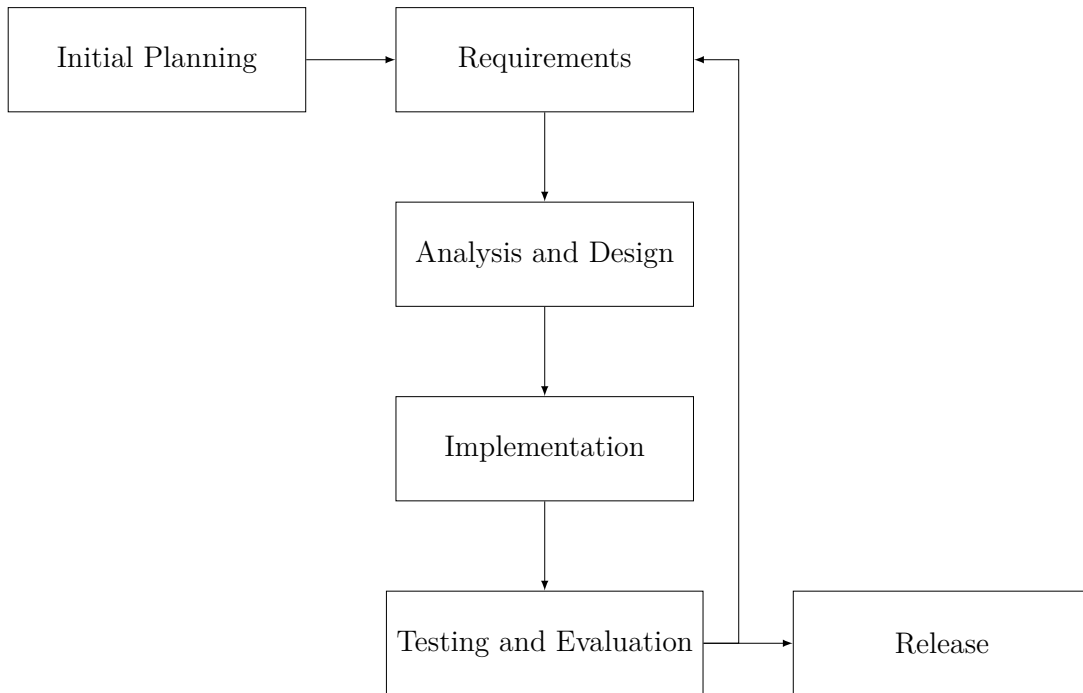 Initial Planning
Requirements
Analysis and Design
Implementation
Testing and Evaluation
Release